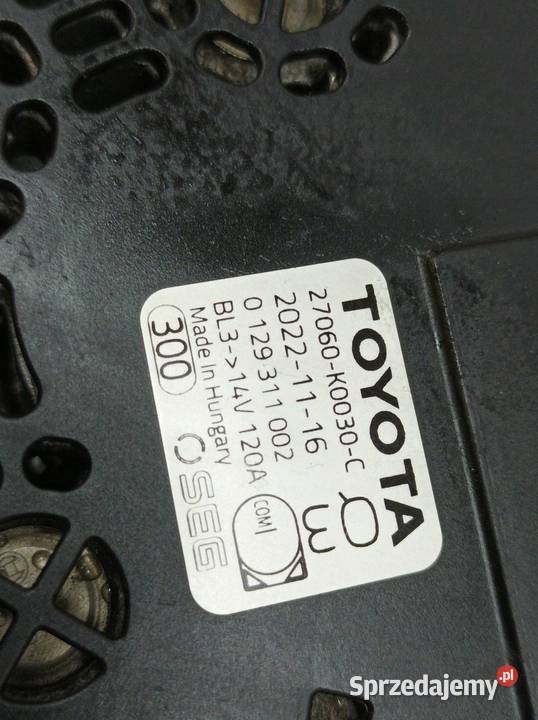 TOYOTA
27060-K0030-C
2022-11-16
0 129 311 002
BL3->14V 120A
Made In Hungary
300
SEG
COM
Sprzedajemy.pl